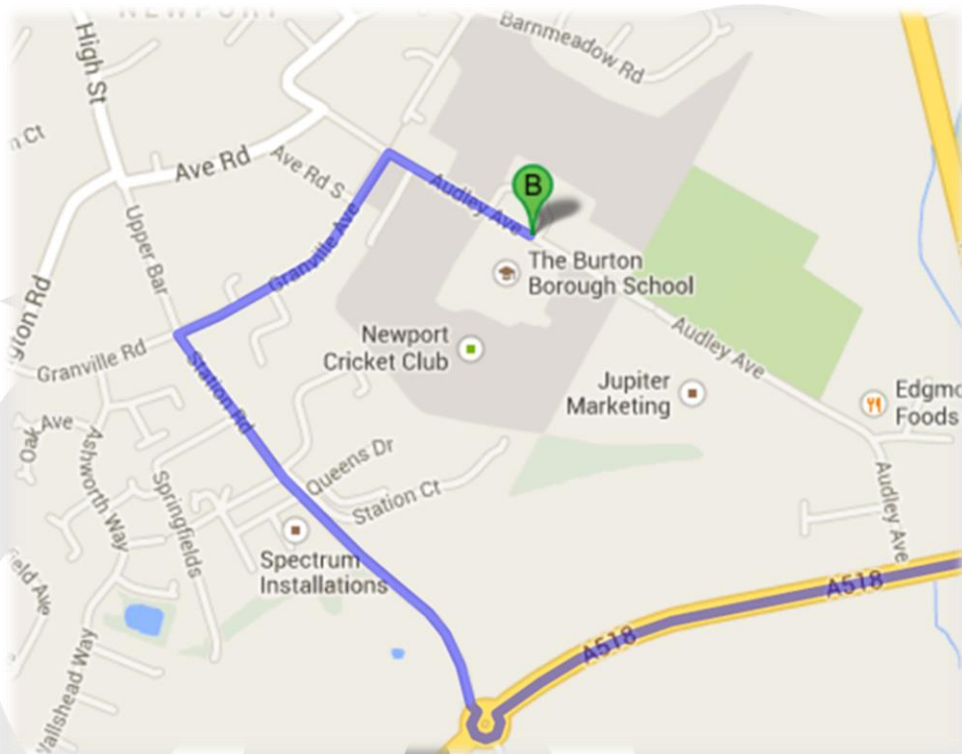 NEWPORT
Barnmeadow Rd
High St
n Ct
Ave Rd
Ave Rd S
Audley Ave
B
Upper Bar
Granville Ave
The Burton
Borough School
gton Rd
Granville Rd
Newport
Cricket Club
Audley Ave
Jupiter
Marketing
Edgmo
Foods
Station Rd
Oak Ave
Ashworth Way
Springfields
Queens Dr
Station Ct
Audley Ave
Spectrum
Installations
field Ave
A518
A518
Wallshead Way